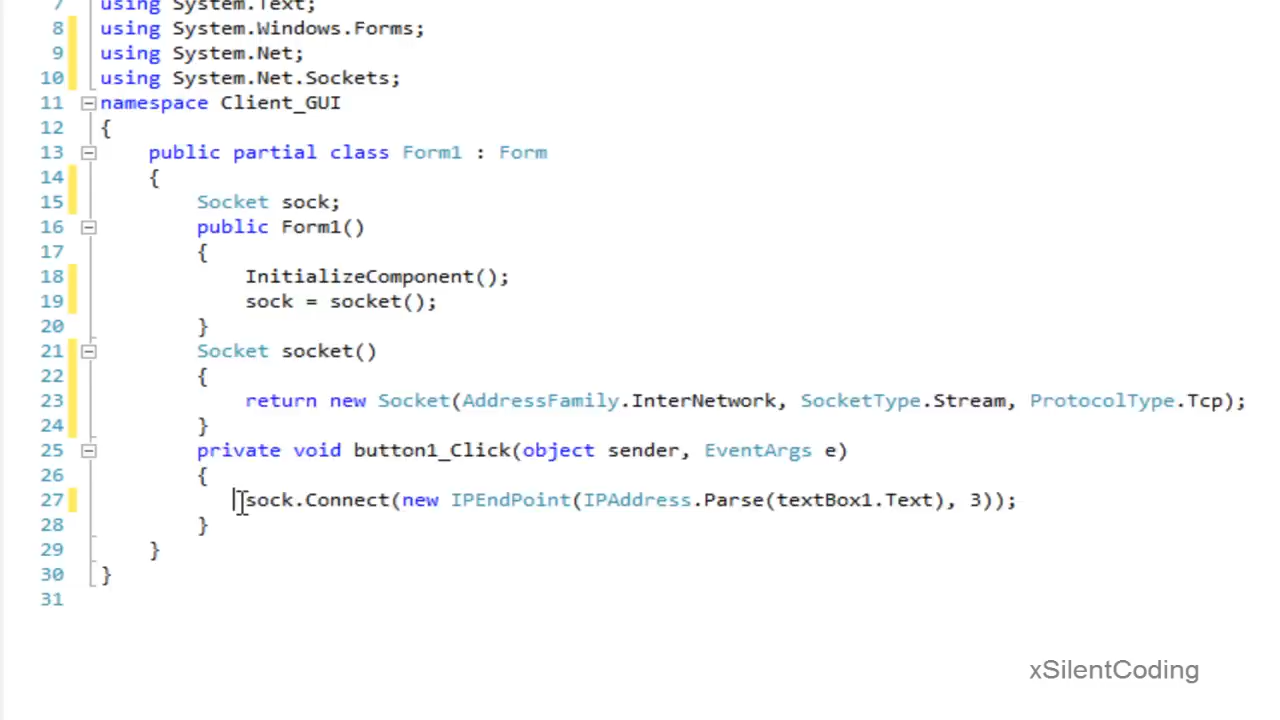 7 using System.Text;
8 using System.Windows.Forms;
9 using System.Net;
10 using System.Net.Sockets;
11 namespace Client_GUI
12 {
13 public partial class Form1 : Form
14 {
15 Socket sock;
16 public Form1()
17 {
18 InitializeComponent();
19 sock = socket();
20 }
21 Socket socket()
22 {
23 return new Socket(AddressFamily.InterNetwork, SocketType.Stream, ProtocolType.Tcp);
24 }
25 private void button1_Click(object sender, EventArgs e)
26 {
27 sock.Connect(new IPEndPoint(IPAddress.Parse(textBox1.Text), 3));
28 }
29 }
30 }
31
xSilentCoding